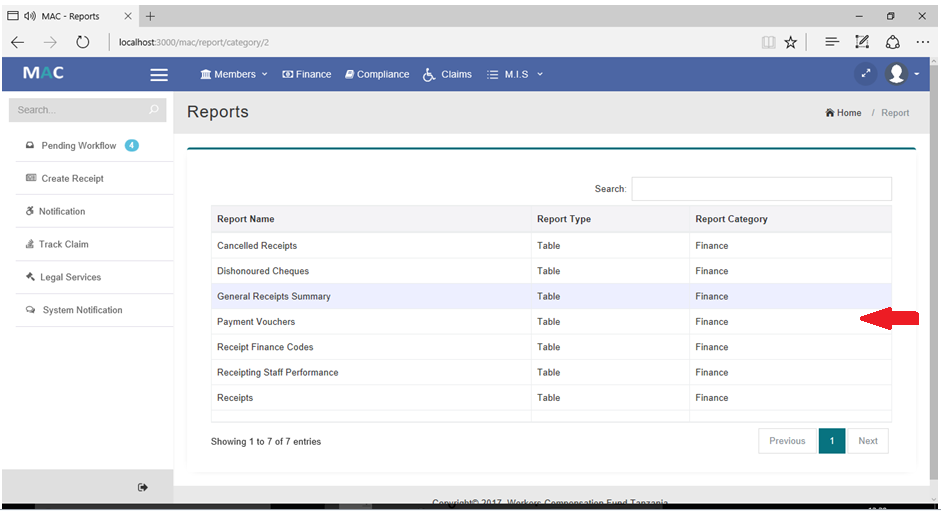 MAC - Reports
localhost:3000/mac/report/category/2
MAC Members Finance Compliance Claims M.I.S
Search...
Reports
Home / Report
Pending Workflow 4
Create Receipt
Notification
Track Claim
Legal Services
System Notification
Search:
Report Name Report Type Report Category
Cancelled Receipts Table Finance
Dishonoured Cheques Table Finance
General Receipts Summary Table Finance
Payment Vouchers Table Finance
Receipt Finance Codes Table Finance
Receipting Staff Performance Table Finance
Receipts Table Finance
Showing 1 to 7 of 7 entries
Previous 1 Next
Copyright© 2017 Workers Compensation Fund Tanzania